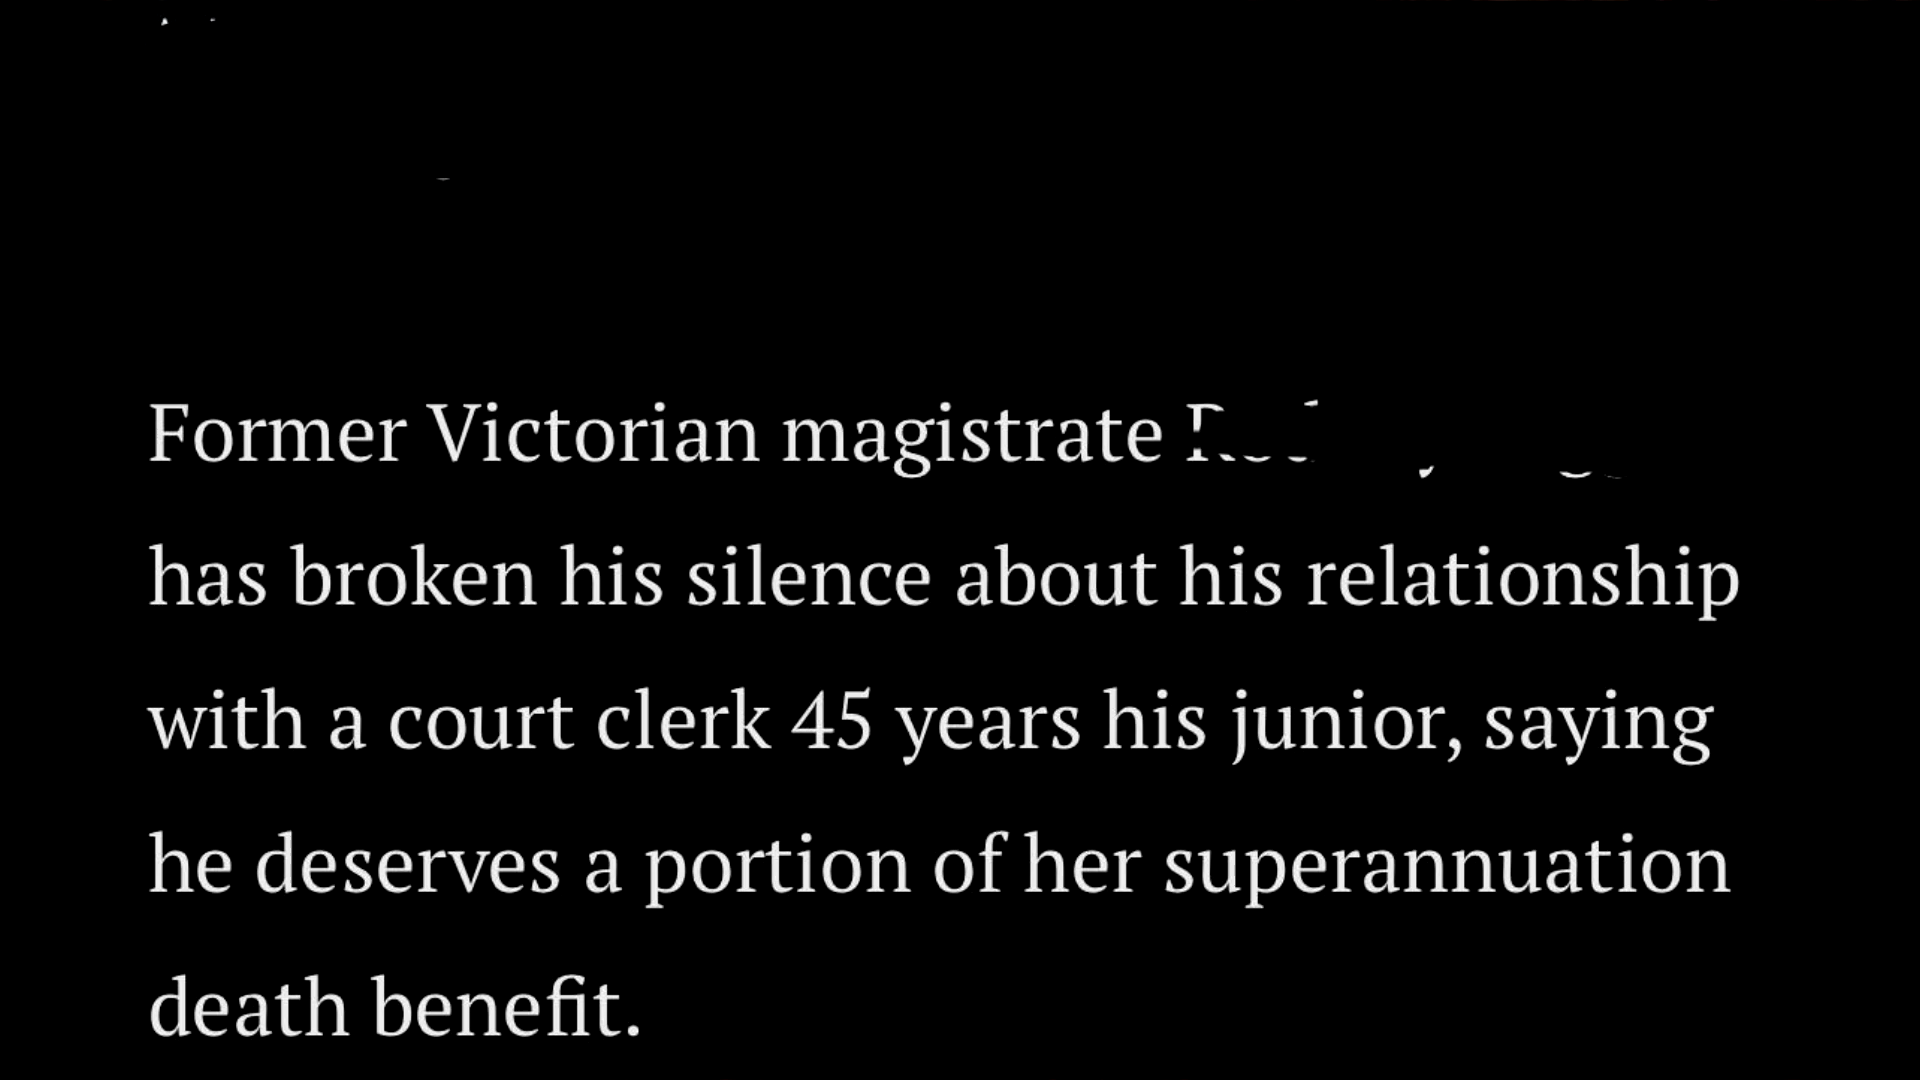 Former Victorian magistrate
has broken his silence about his relationship
with a court clerk 45 years his junior, saying
he deserves a portion of her superannuation
death benefit.